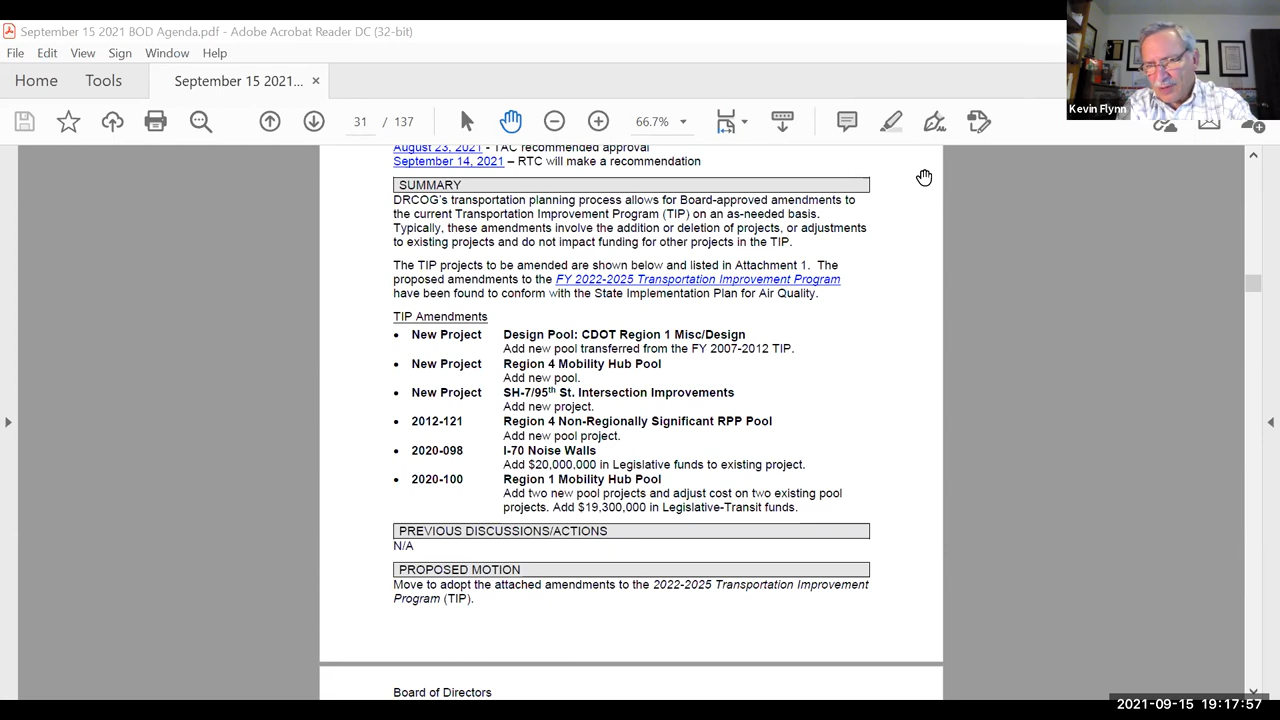 September 15 2021 BOD Agenda.pdf - Adobe Acrobat Reader DC (32-bit)
File Edit View Sign Window Help
Home Tools September 15 2021... ×
31 / 137 66.7%
Kevin Flynn
August 23, 2021 - TAC recommended approval
September 14, 2021 – RTC will make a recommendation
SUMMARY
DRCOG's transportation planning process allows for Board-approved amendments to
the current Transportation Improvement Program (TIP) on an as-needed basis.
Typically, these amendments involve the addition or deletion of projects, or adjustments
to existing projects and do not impact funding for other projects in the TIP.
The TIP projects to be amended are shown below and listed in Attachment 1. The
proposed amendments to the FY 2022-2025 Transportation Improvement Program
have been found to conform with the State Implementation Plan for Air Quality.
TIP Amendments
• New Project Design Pool: CDOT Region 1 Misc/Design
Add new pool transferred from the FY 2007-2012 TIP.
• New Project Region 4 Mobility Hub Pool
Add new pool.
• New Project SH-7/95th St. Intersection Improvements
Add new project.
• 2012-121 Region 4 Non-Regionally Significant RPP Pool
Add new pool project.
• 2020-098 I-70 Noise Walls
Add $20,000,000 in Legislative funds to existing project.
• 2020-100 Region 1 Mobility Hub Pool
Add two new pool projects and adjust cost on two existing pool
projects. Add $19,300,000 in Legislative-Transit funds.
PREVIOUS DISCUSSIONS/ACTIONS
N/A
PROPOSED MOTION
Move to adopt the attached amendments to the 2022-2025 Transportation Improvement
Program (TIP).
Board of Directors
2021-09-15 19:17:57